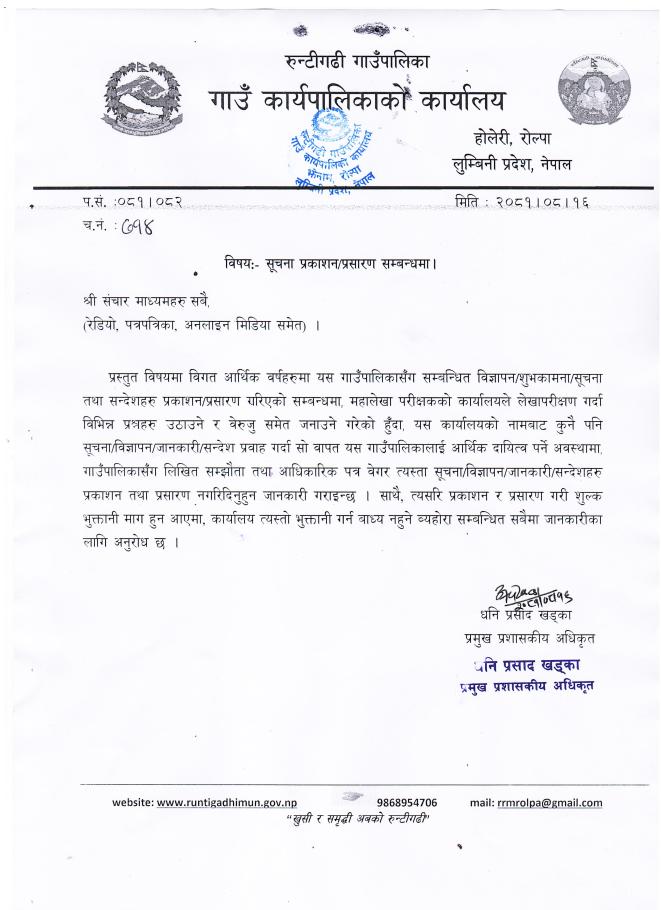 रुन्टीगढी गाउँपालिका
गाउँ कार्यपालिकाको कार्यालय
रुन्टीगढी गाउँपालिका
गाउँ कार्यपालिकाको कार्यालय
रोल्पा
लुम्बिनी प्रदेश, नेपाल
होलेरी, रोल्पा
लुम्बिनी प्रदेश, नेपाल
प.सं. :०८१।०८२
मिति : २०८१।०८।१६
च.नं. : ६९४
विषय:- सूचना प्रकाशन/प्रसारण सम्बन्धमा।
श्री संचार माध्यमहरु सबै,
(रेडियो, पत्रपत्रिका, अनलाइन मिडिया समेत) ।
प्रस्तुत विषयमा विगत आर्थिक वर्षहरुमा यस गाउँपालिकासँग सम्बन्धित विज्ञापन/शुभकामना/सूचना
तथा सन्देशहरु प्रकाशन/प्रसारण गरिएको सम्बन्धमा, महालेखा परीक्षकको कार्यालयले लेखापरीक्षण गर्दा
विभिन्न प्रश्नहरु उठाउने र वेरुजु समेत जनाउने गरेको हुँदा, यस कार्यालयको नामबाट कुनै पनि
सूचना/विज्ञापन/जानकारी/सन्देश प्रवाह गर्दा सो वापत यस गाउँपालिकालाई आर्थिक दायित्व पर्ने अवस्थामा,
गाउँपालिकासँग लिखित सम्झौता तथा आधिकारिक पत्र वेगर त्यस्ता सूचना/विज्ञापन/जानकारी/सन्देशहरु
प्रकाशन तथा प्रसारण नगरिदिनुहुन जानकारी गराइन्छ । साथै, त्यसरि प्रकाशन र प्रसारण गरी शुल्क
भुक्तानी माग हुन आएमा, कार्यालय त्यस्तो भुक्तानी गर्न बाध्य नहुने व्यहोरा सम्बन्धित सबैमा जानकारीका
लागि अनुरोध छ ।
२०८१/०८/१६
धनि प्रसाद खड्का
प्रमुख प्रशासकीय अधिकृत
धनि प्रसाद खड्का
प्रमुख प्रशासकीय अधिकृत
website: www.runtigadhimun.gov.np 9868954706 mail: rrmrolpa@gmail.com
"खुसी र समृद्धी अबको रुन्टीगढी"